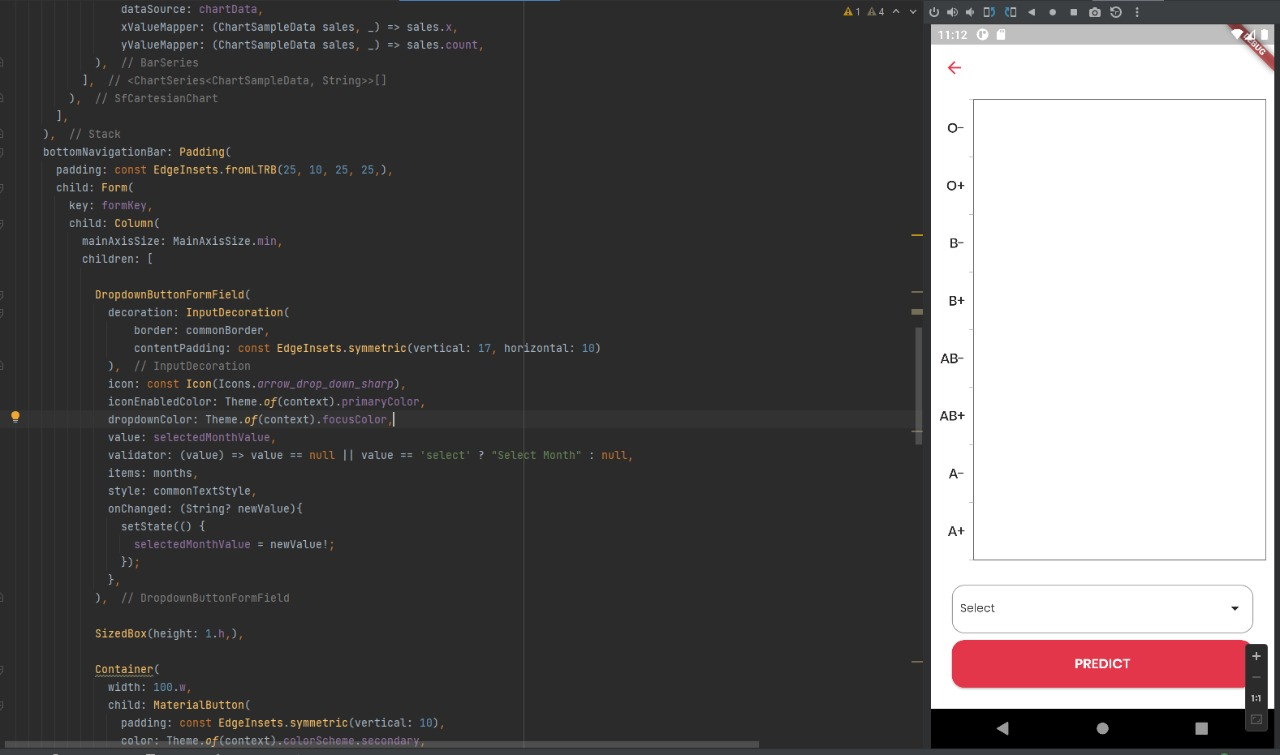 dataSource: chartData,
xValueMapper: (ChartSampleData sales, _) => sales.x,
yValueMapper: (ChartSampleData sales, _) => sales.count,
), // BarSeries
], // <ChartSeries<ChartSampleData, String>>[]
), // SfCartesianChart
],
), // Stack
bottomNavigationBar: Padding(
padding: const EdgeInsets.fromLTRB(25, 10, 25, 25,),
child: Form(
key: formKey,
child: Column(
mainAxisSize: MainAxisSize.min,
children: [
DropdownButtonFormField(
decoration: InputDecoration(
border: commonBorder,
contentPadding: const EdgeInsets.symmetric(vertical: 17, horizontal: 10)
), // InputDecoration
icon: const Icon(Icons.arrow_drop_down_sharp),
iconEnabledColor: Theme.of(context).primaryColor,
dropdownColor: Theme.of(context).focusColor,
value: selectedMonthValue,
validator: (value) => value == null || value == 'select' ? "Select Month" : null,
items: months,
style: commonTextStyle,
onChanged: (String? newValue){
setState(() {
selectedMonthValue = newValue!;
});
},
), // DropdownButtonFormField
SizedBox(height: 1.h,),
Container(
width: 100.w,
child: MaterialButton(
padding: const EdgeInsets.symmetric(vertical: 10),
color: Theme.of(context).colorScheme.secondary,
1 4
11:12
DEBUG
O-
O+
B-
B+
AB-
AB+
A-
A+
Select
PREDICT
1:1